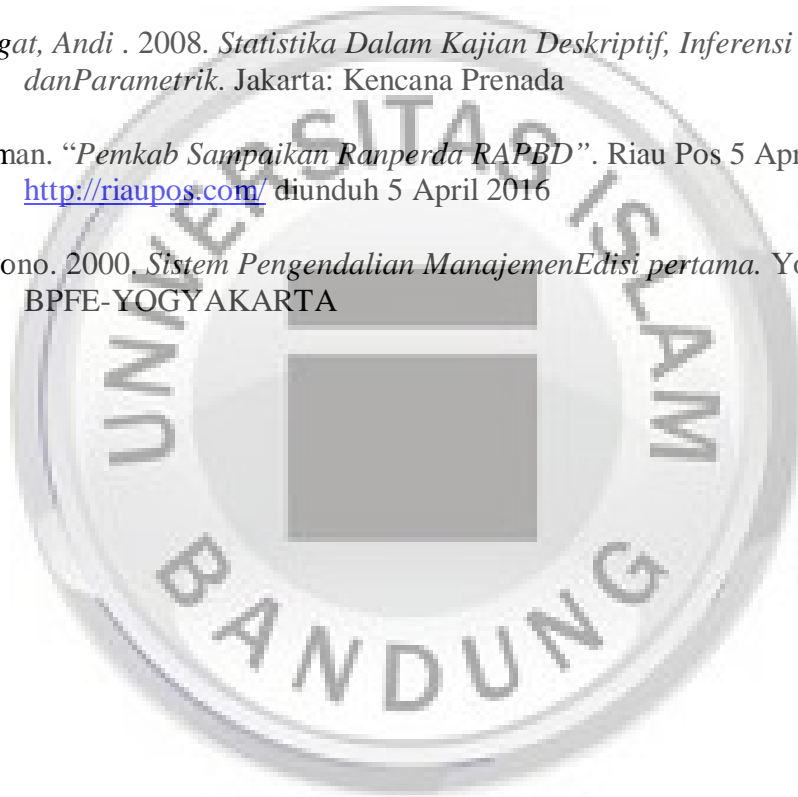 gat, Andi . 2008. Statistika Dalam Kajian Deskriptif, Inferensi
danParametrik. Jakarta: Kencana Prenada
man. “Pemkab Sampaikan Ranperda RAPBD”. Riau Pos 5 Apr
http://riaupos.com/ diunduh 5 April 2016
ono. 2000. Sistem Pengendalian ManajemenEdisi pertama. Yo
BPFE-YOGYAKARTA
UNIVERSITAS ISLAM
BANDUNG